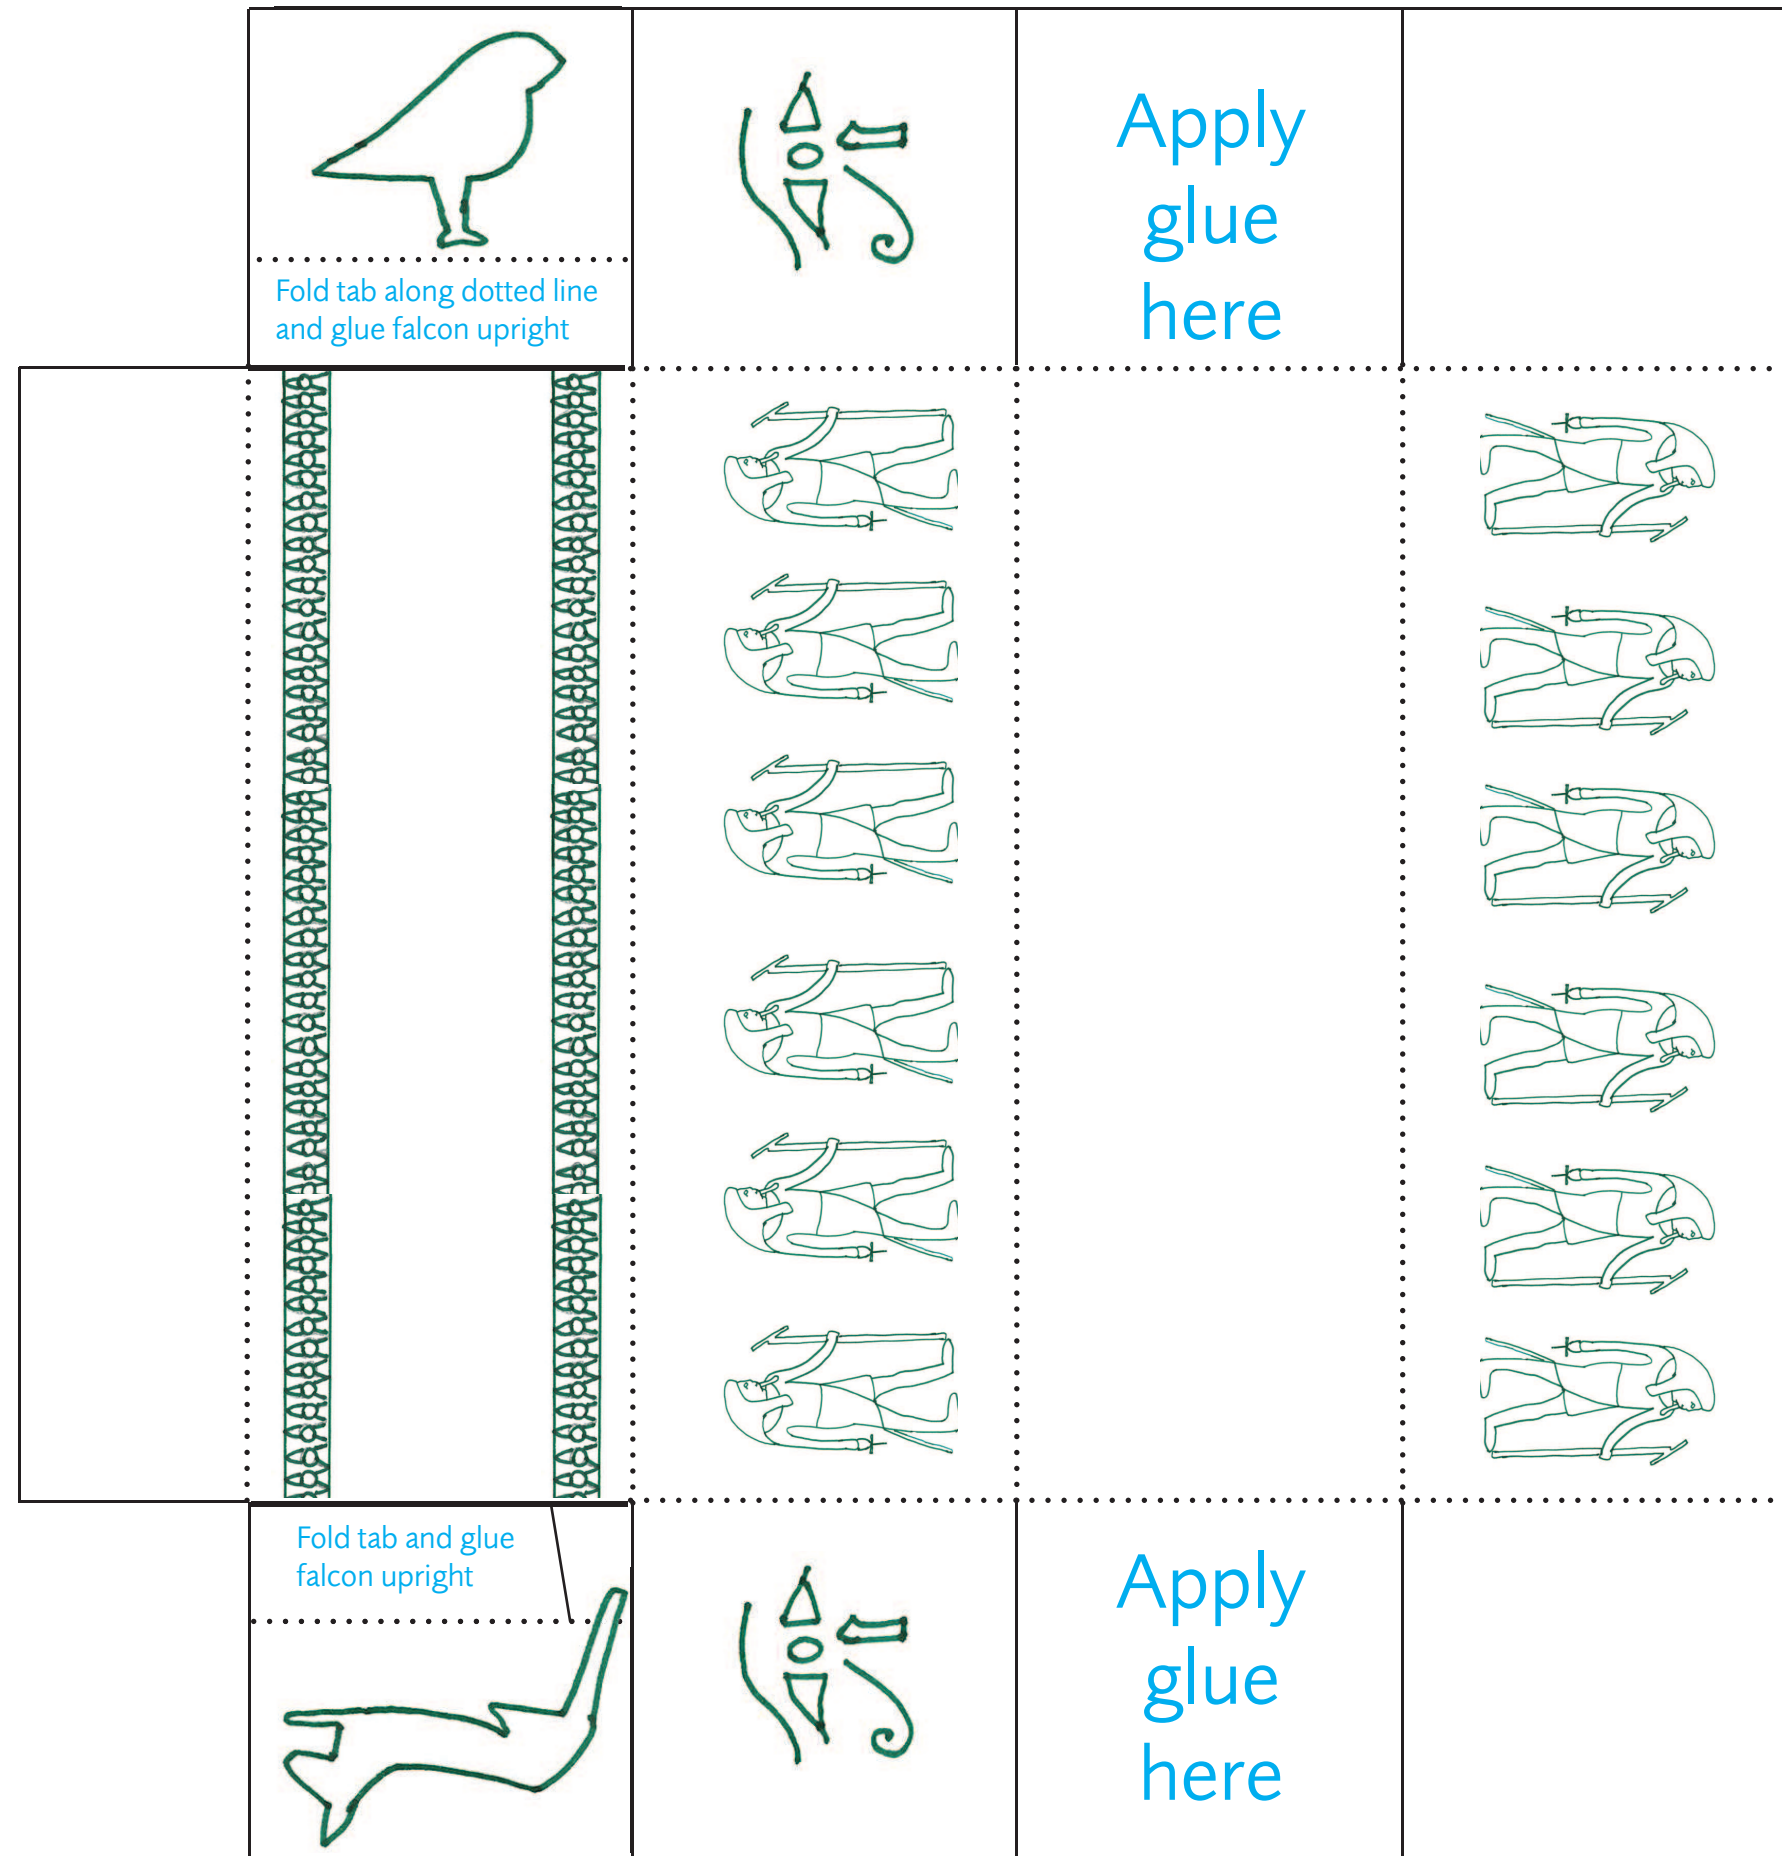 Apply
glue
here
Fold tab along dotted line
and glue falcon upright
Fold tab and glue
falcon upright
Apply
glue
here